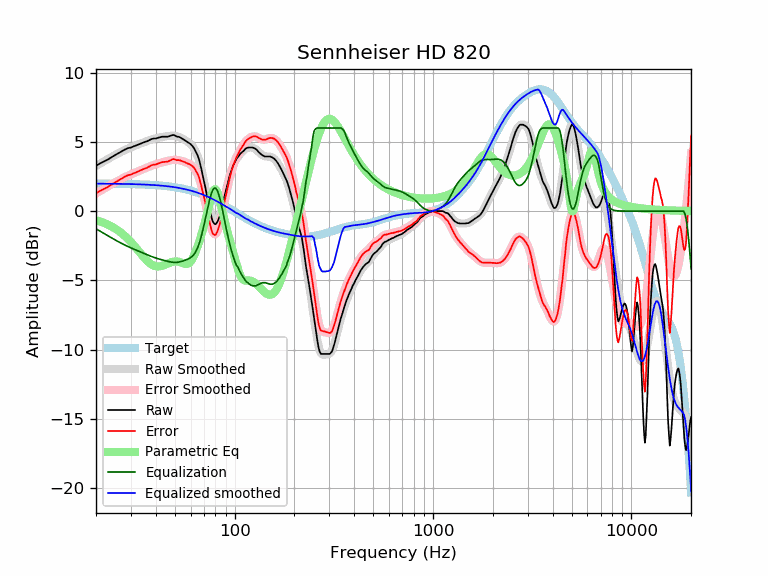 Sennheiser HD 820
10
5
0
−5
−10
−15
−20
Amplitude (dBr)
Target
Raw Smoothed
Error Smoothed
Raw
Error
Parametric Eq
Equalization
Equalized smoothed
100
1000
10000
Frequency (Hz)